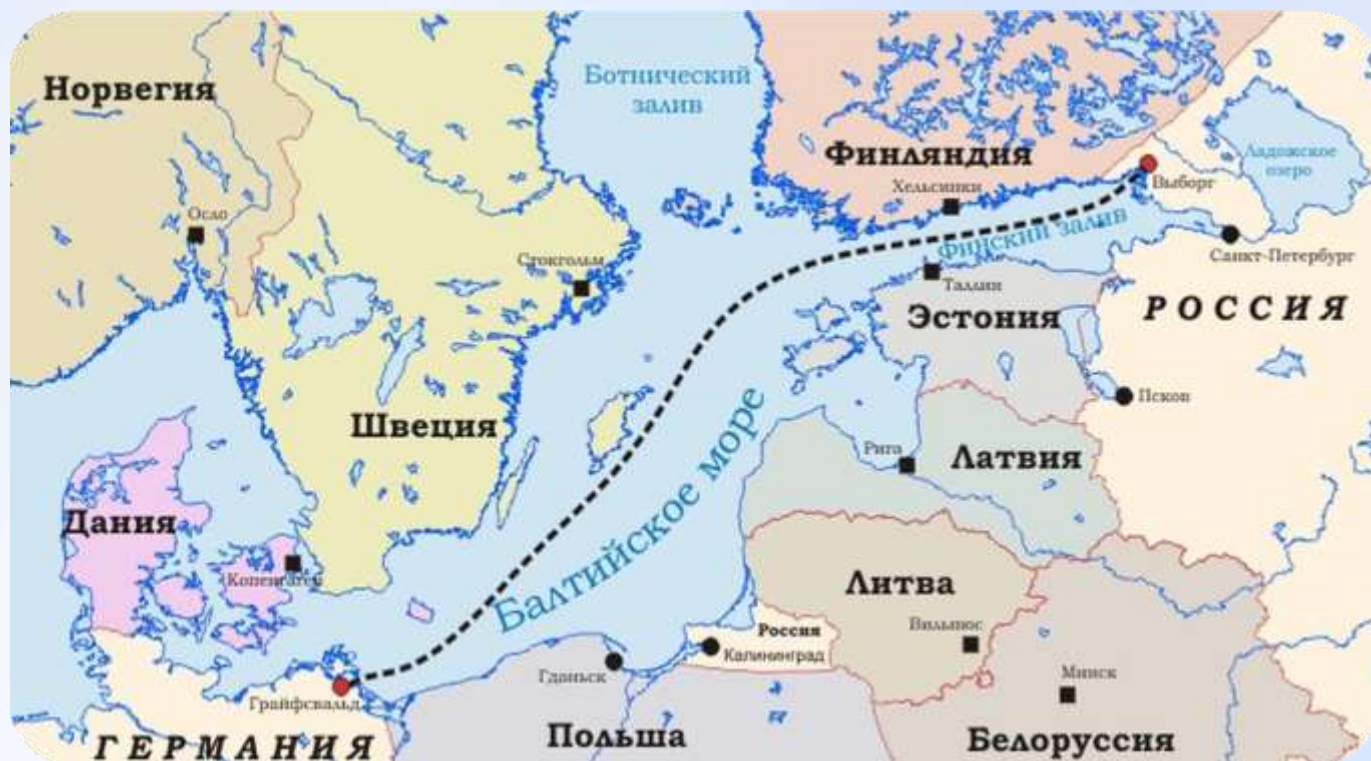 Норвегия
Ботнический
залив
Финляндия
Ладожское
озеро
Хельсинки
Выборг
Осло
Финский залив
Санкт-Петербург
Стокгольм
Таллин
РОССИЯ
Эстония
Псков
Швеция
Балтийское море
Рига
Латвия
Дания
Копенгаген
Литва
Россия
Вильнюс
Калининград
Гданьск
Минск
Грайфсвальд
ГЕРМАНИЯ
Польша
Белоруссия